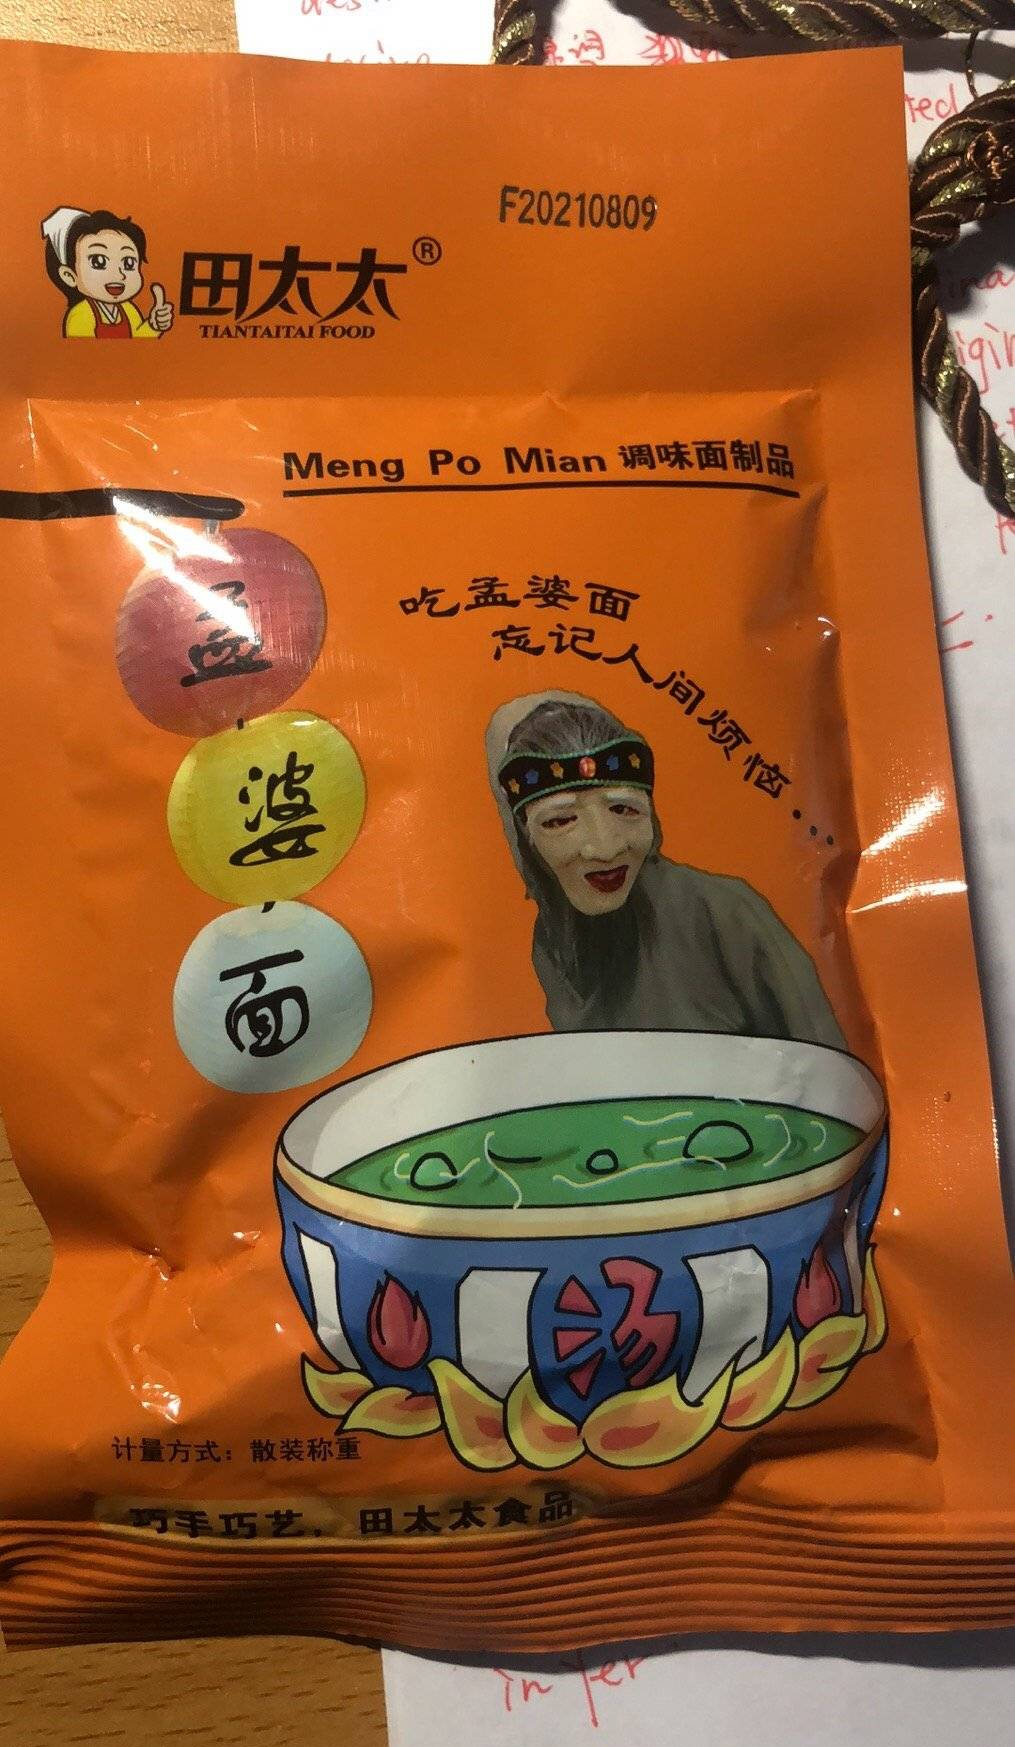 F20210809
田太太®
TIANTAITAI FOOD
Meng Po Mian 调味面制品
孟
婆
面
吃孟婆面
忘记人间烦恼...
汤
计量方式：散装称重
巧手巧艺，田太太食品
in fer